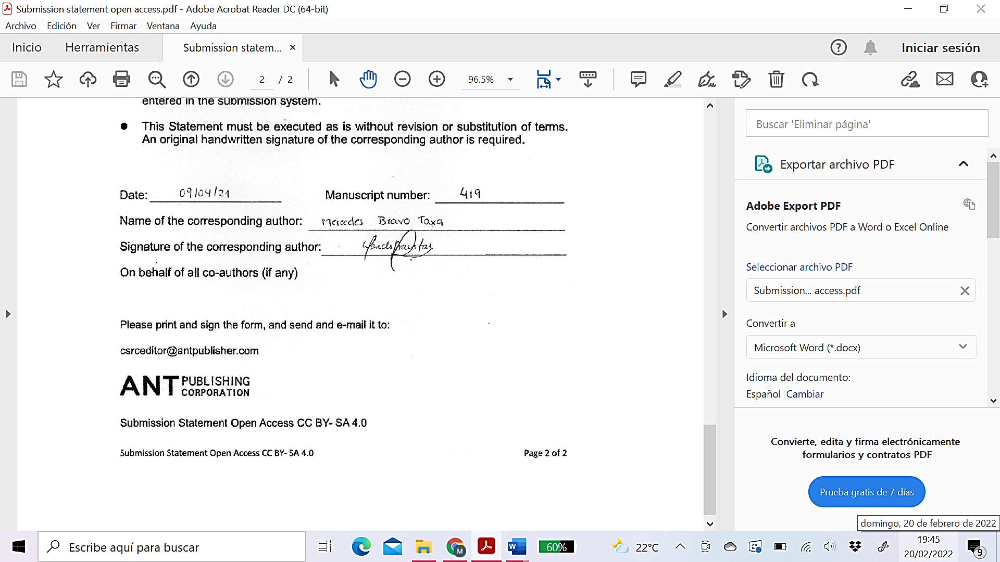 Submission statement open access.pdf - Adobe Acrobat Reader DC (64-bit)
Archivo Edición Ver Firmar Ventana Ayuda
Inicio Herramientas Submission statem... × Iniciar sesión
2 / 2 96.5%
entered in the submission system.
● This Statement must be executed as is without revision or substitution of terms.
An original handwritten signature of the corresponding author is required.
Date: 09/04/21 Manuscript number: 419
Name of the corresponding author: Mercedes Bravo Taxa
Signature of the corresponding author:
On behalf of all co-authors (if any)
Please print and sign the form, and send and e-mail it to:
csrceditor@antpublisher.com
ANT PUBLISHING
CORPORATION
Submission Statement Open Access CC BY- SA 4.0
Submission Statement Open Access CC BY- SA 4.0 Page 2 of 2
Buscar 'Eliminar página'
Exportar archivo PDF
Adobe Export PDF
Convertir archivos PDF a Word o Excel Online
Seleccionar archivo PDF
Submission... access.pdf
Convertir a
Microsoft Word (*.docx)
Idioma del documento:
Español Cambiar
Convierte, edita y firma electrónicamente
formularios y contratos PDF
Prueba gratis de 7 días
domingo, 20 de febrero de 2022
Escribe aquí para buscar
M
60%
22°C
19:45
20/02/2022
9